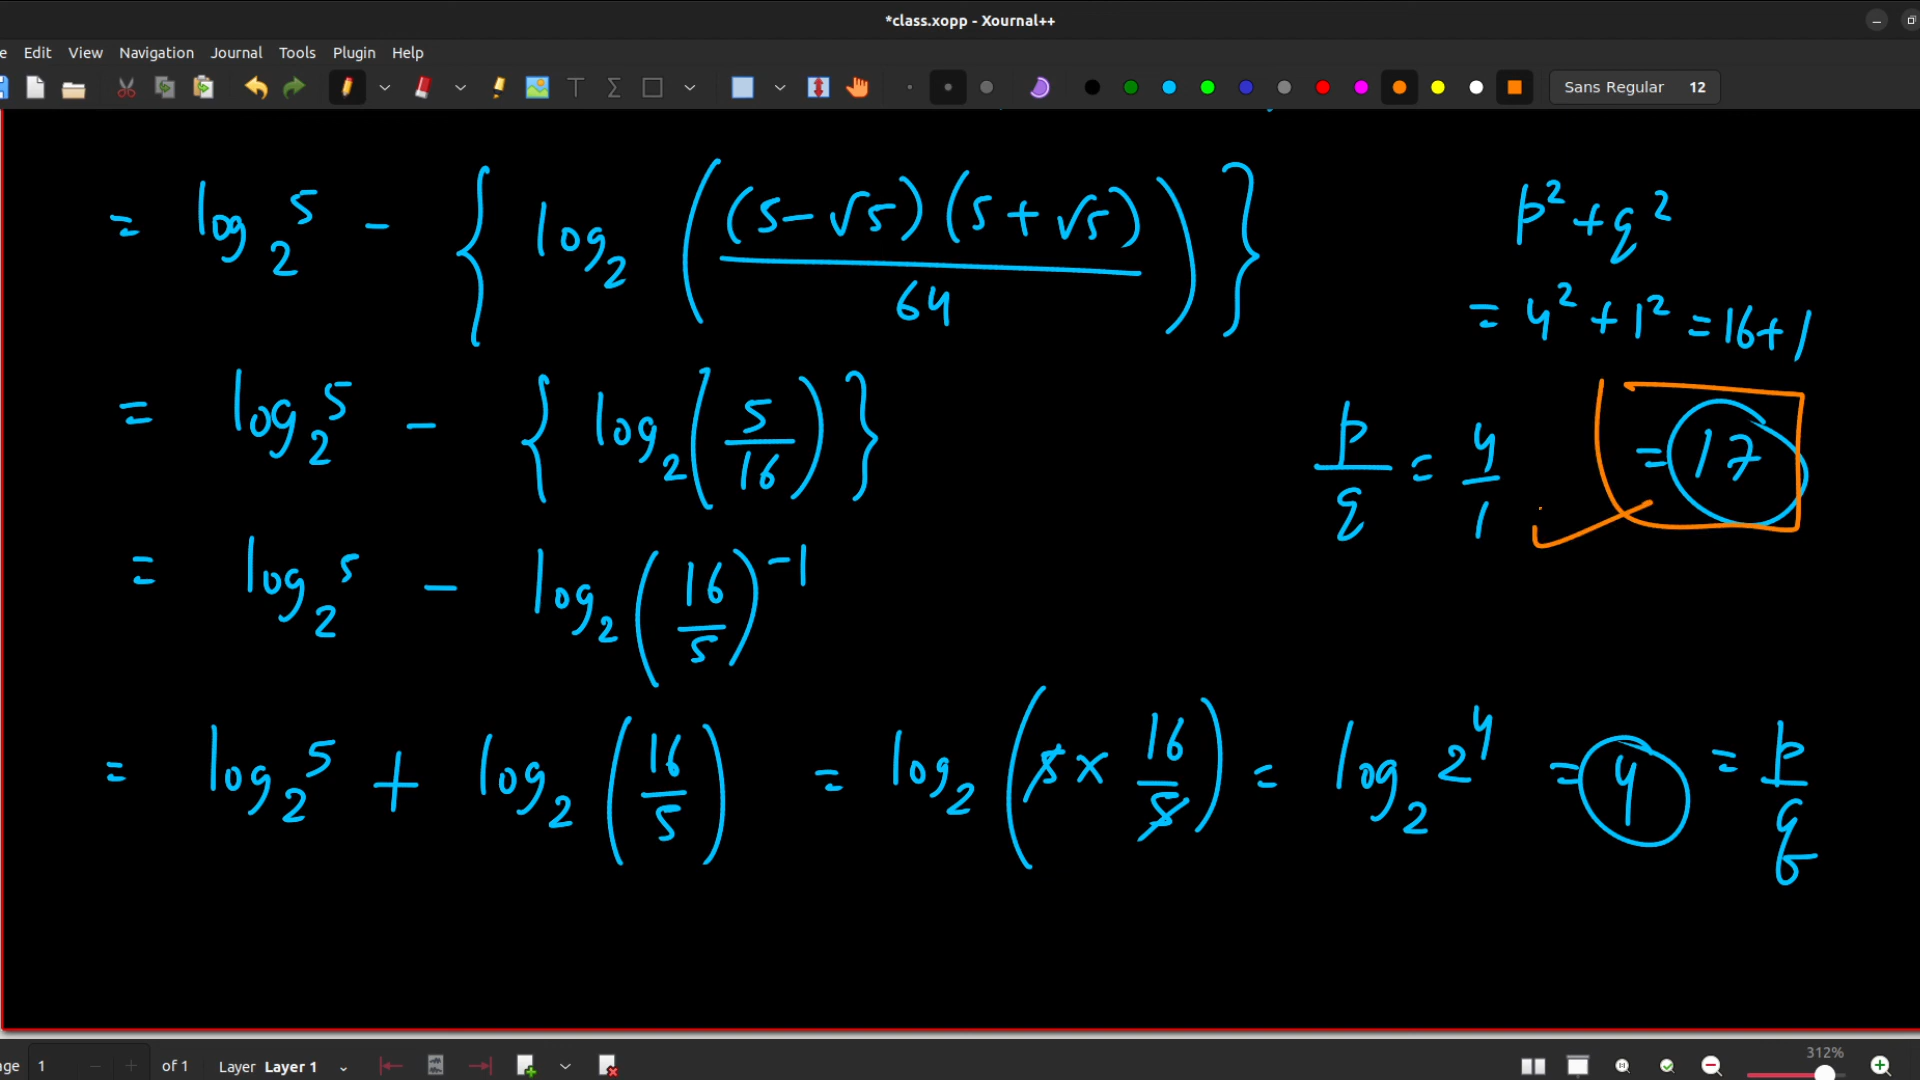 *class.xopp - Xournal++
e Edit View Navigation Journal Tools Plugin Help
Sans Regular 12
= log₂5 - { log₂ ( (5-√5) (5+√5) / 64 ) }
p² + q²
= 4² + 1² = 16+1
= log₂5 - { log₂ ( 5/16 ) }
p/q = 4/1
= 17
= log₂5 - log₂ ( 16/5 )⁻¹
= log₂5 + log₂ ( 16/5 ) = log₂ ( 5 x 16/5 ) = log₂2⁴ = 4 = p/q
age 1 of 1 Layer Layer 1 312%